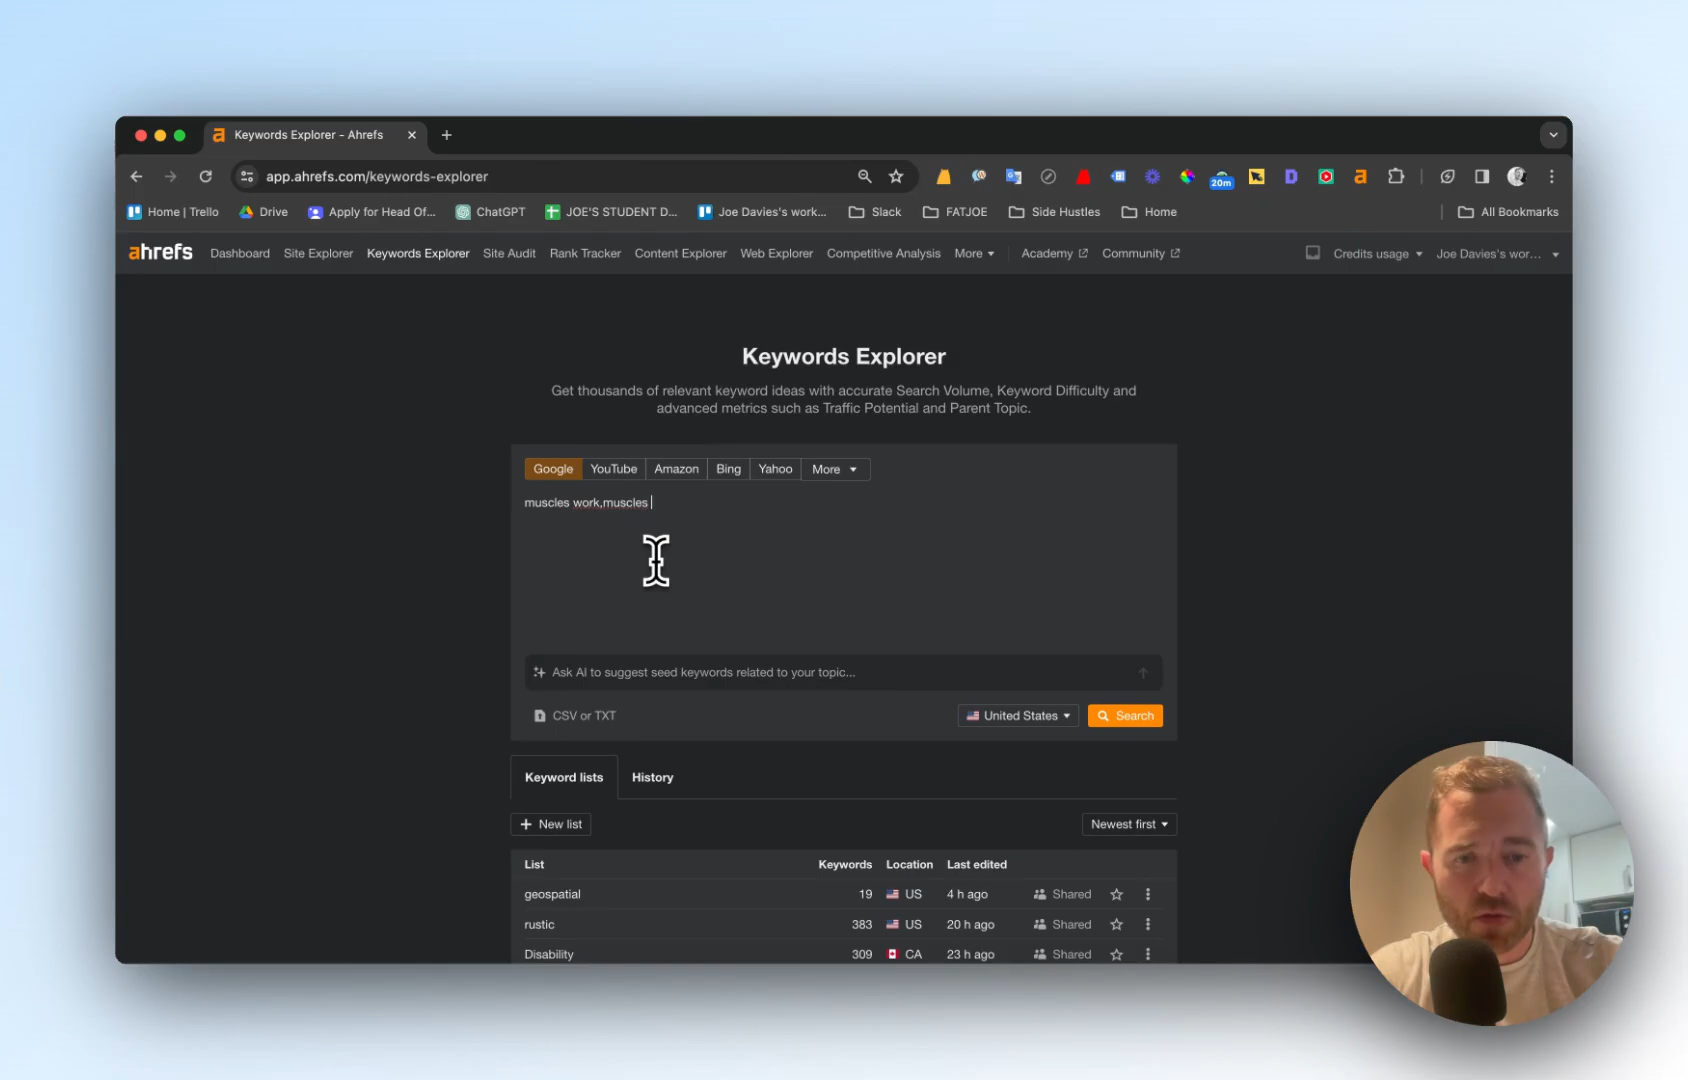 Keywords Explorer – Ahrefs
app.ahrefs.com/keywords-explorer
20m
Home | Trello
Drive
Apply for Head Of...
ChatGPT
JOE'S STUDENT D...
Joe Davies's work...
Slack
FATJOE
Side Hustles
Home
All Bookmarks
ahrefs
Dashboard
Site Explorer
Keywords Explorer
Site Audit
Rank Tracker
Content Explorer
Web Explorer
Competitive Analysis
More
Academy
Community
Credits usage
Joe Davies's wor...
Keywords Explorer
Get thousands of relevant keyword ideas with accurate Search Volume, Keyword Difficulty and
advanced metrics such as Traffic Potential and Parent Topic.
Google
YouTube
Amazon
Bing
Yahoo
More
muscles work,muscles
Ask AI to suggest seed keywords related to your topic...
CSV or TXT
United States
Search
Keyword lists
History
New list
Newest first
List
Keywords
Location
Last edited
geospatial
19
US
4 h ago
Shared
rustic
383
US
20 h ago
Shared
Disability
309
CA
23 h ago
Shared